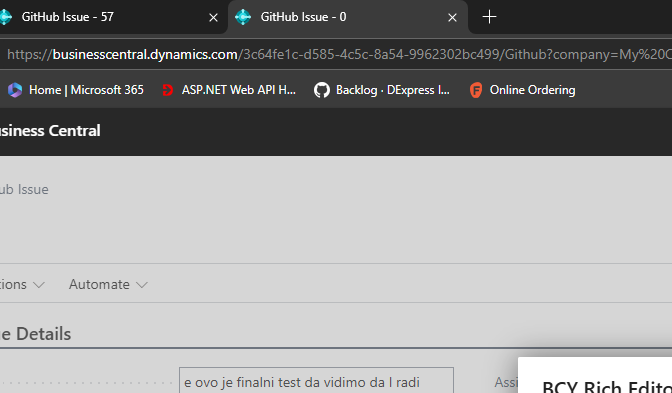 GitHub Issue - 57
GitHub Issue - 0
https://businesscentral.dynamics.com/3c64fe1c-d585-4c5c-8a54-9962302bc499/Github?company=My%20C
Home | Microsoft 365
ASP.NET Web API H...
Backlog · DExpress I...
Online Ordering
siness Central
ub Issue
tions
Automate
e Details
e ovo je finalni test da vidimo da l radi
Assi
BCY Rich Edito